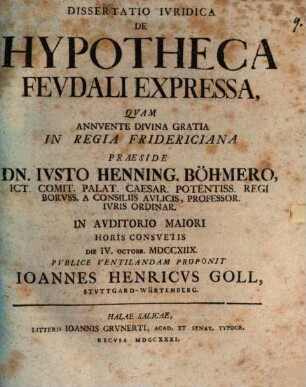 DISSERTATIO IVRIDICA
DE
HYPOTHECA
FEVDALI EXPRESSA,
QVAM
ANNVENTE DIVINA GRATIA
IN REGIA FRIDERICIANA
PRAESIDE
DN. IVSTO HENNING. BÖHMERO,
ICT. COMIT. PALAT. CAESAR. POTENTISS. REGI
BORVSS. A CONSILIIS AVLICIS, PROFESSOR.
IVRIS ORDINAR.
IN AVDITORIO MAIORI
HORIS CONSVETIS
DIE IV. OCTOBR. MDCCXIIX.
PVBLICE VENTILANDAM PROPONIT
IOANNES HENRICVS GOLL,
STVTTGARD-WÜRTEMBERG.
HALAE SALICAE,
LITTERIS IOANNIS GRVNERTI, ACAD. ET SENAT. TYPOGR.
RECVSA MDCCXXXI.
9.